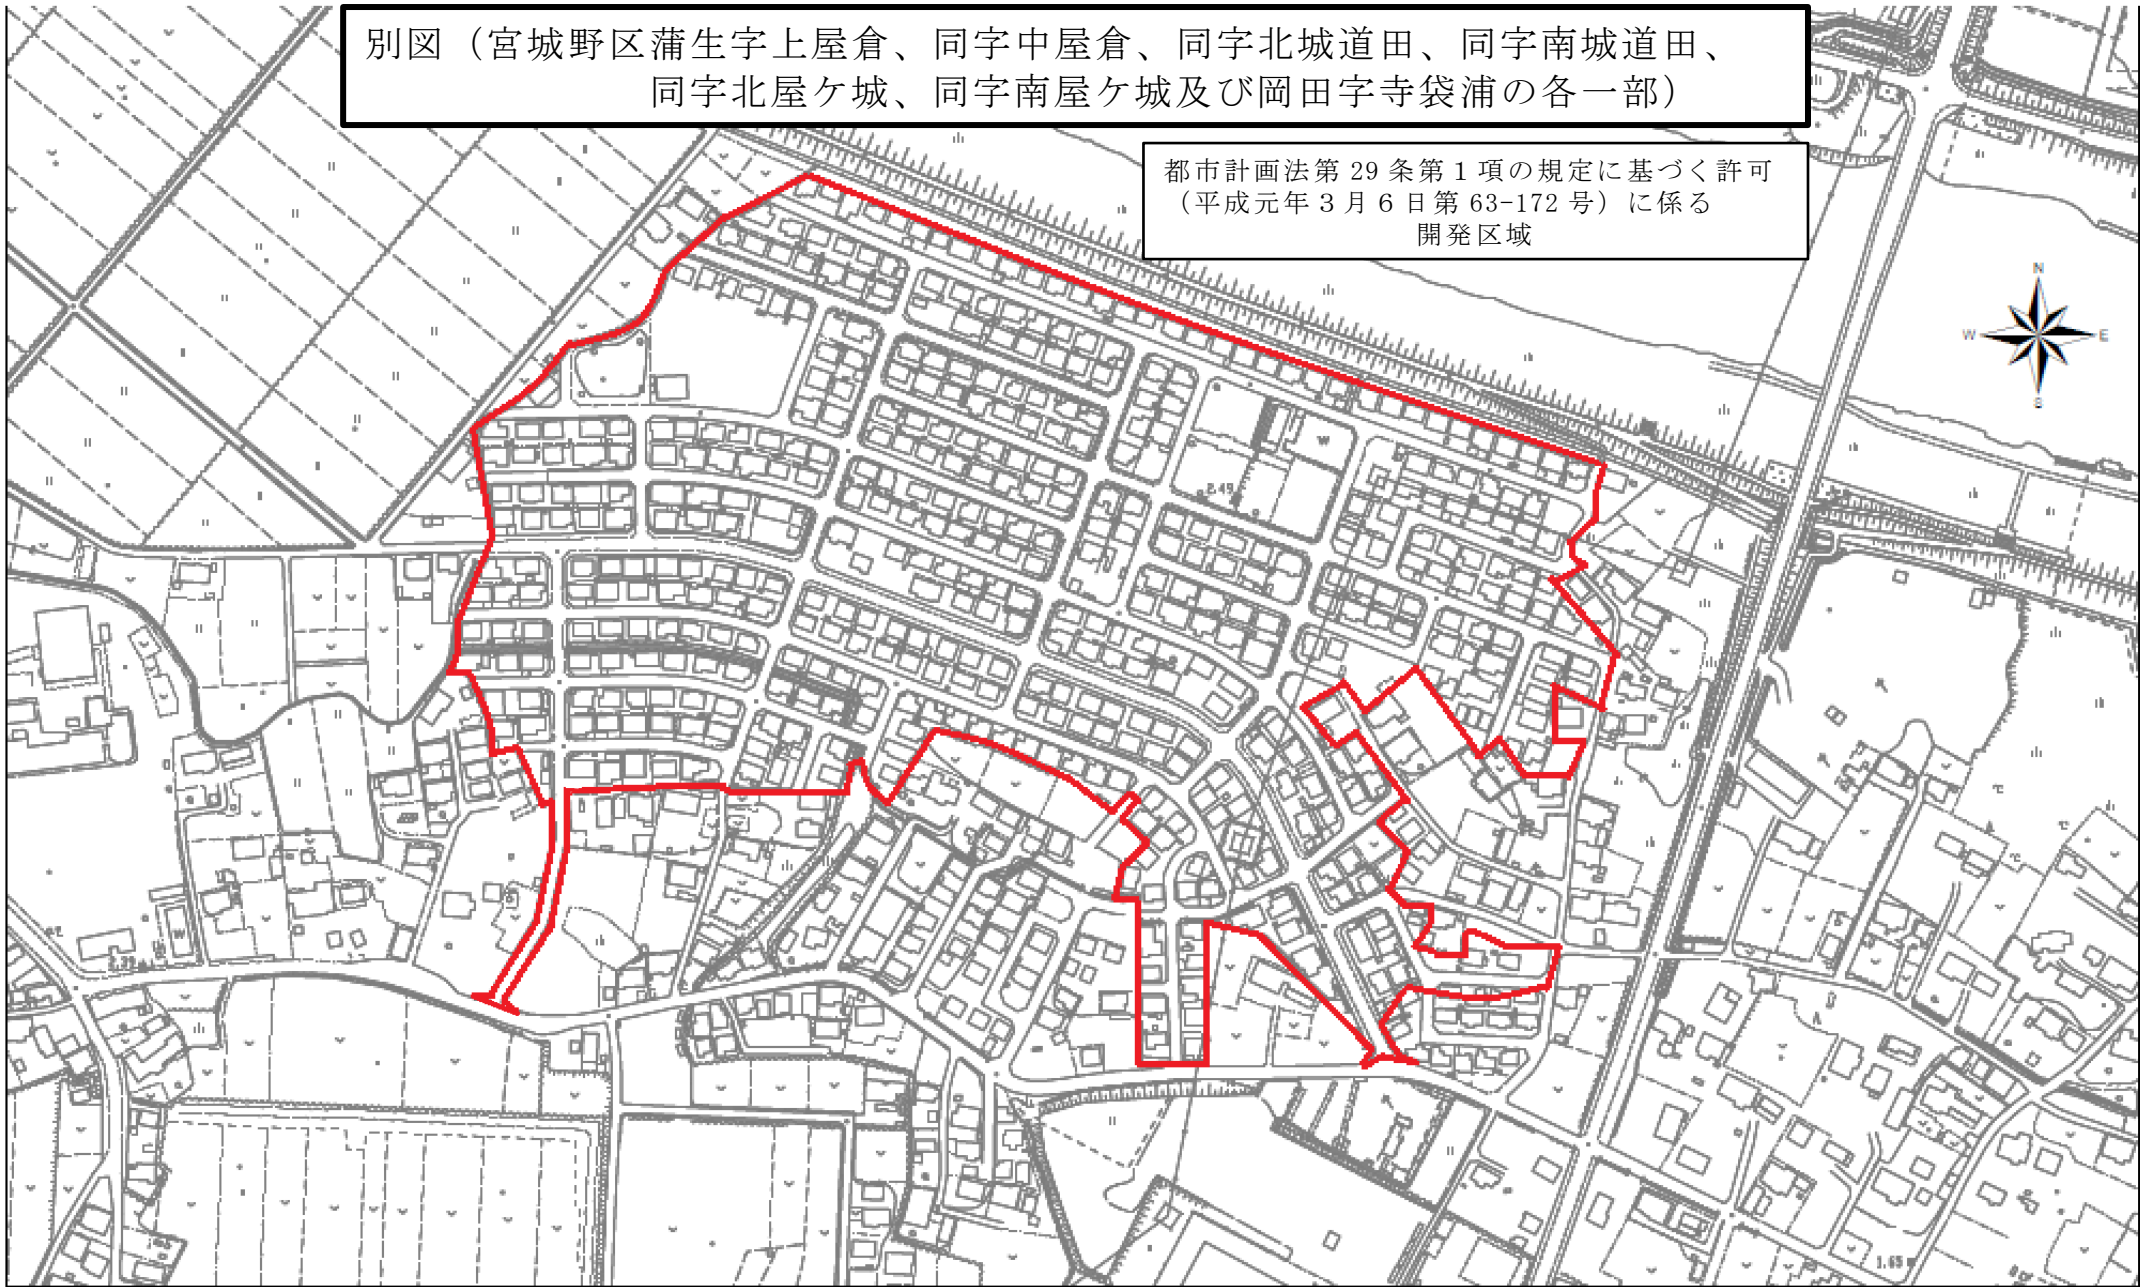 別図（宮城野区蒲生字上屋倉、同字中屋倉、同字北城道田、同字南城道田、
同字北屋ケ城、同字南屋ケ城及び岡田字寺袋浦の各一部）
都市計画法第29条第１項の規定に基づく許可
（平成元年３月６日第63-172号）に係る
開発区域
N
W
E
S
W
2.49
W
1.65